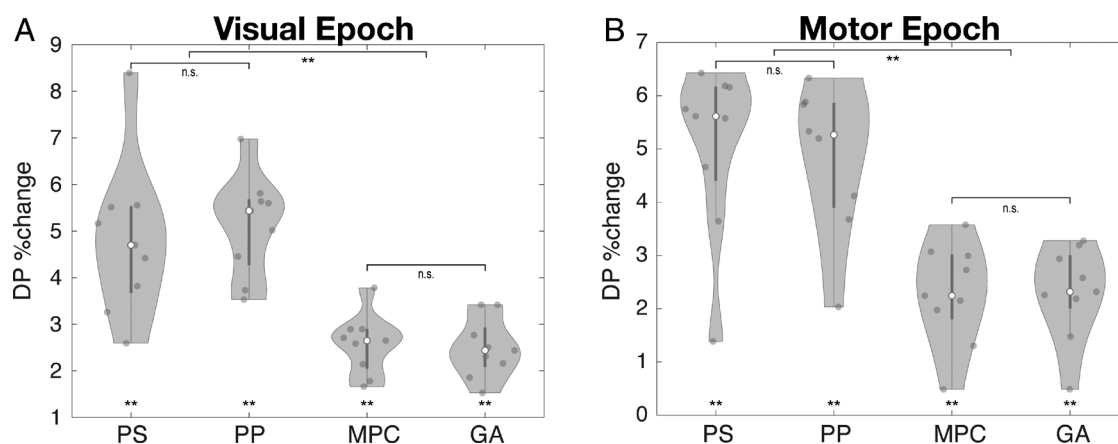 A
Visual Epoch
9
8
7
6
5
4
3
2
1
DP %change
**
n.s.
n.s.
** ** ** **
PS PP MPC GA
B
Motor Epoch
7
6
5
4
3
2
1
0
DP %change
**
n.s.
n.s.
** ** ** **
PS PP MPC GA